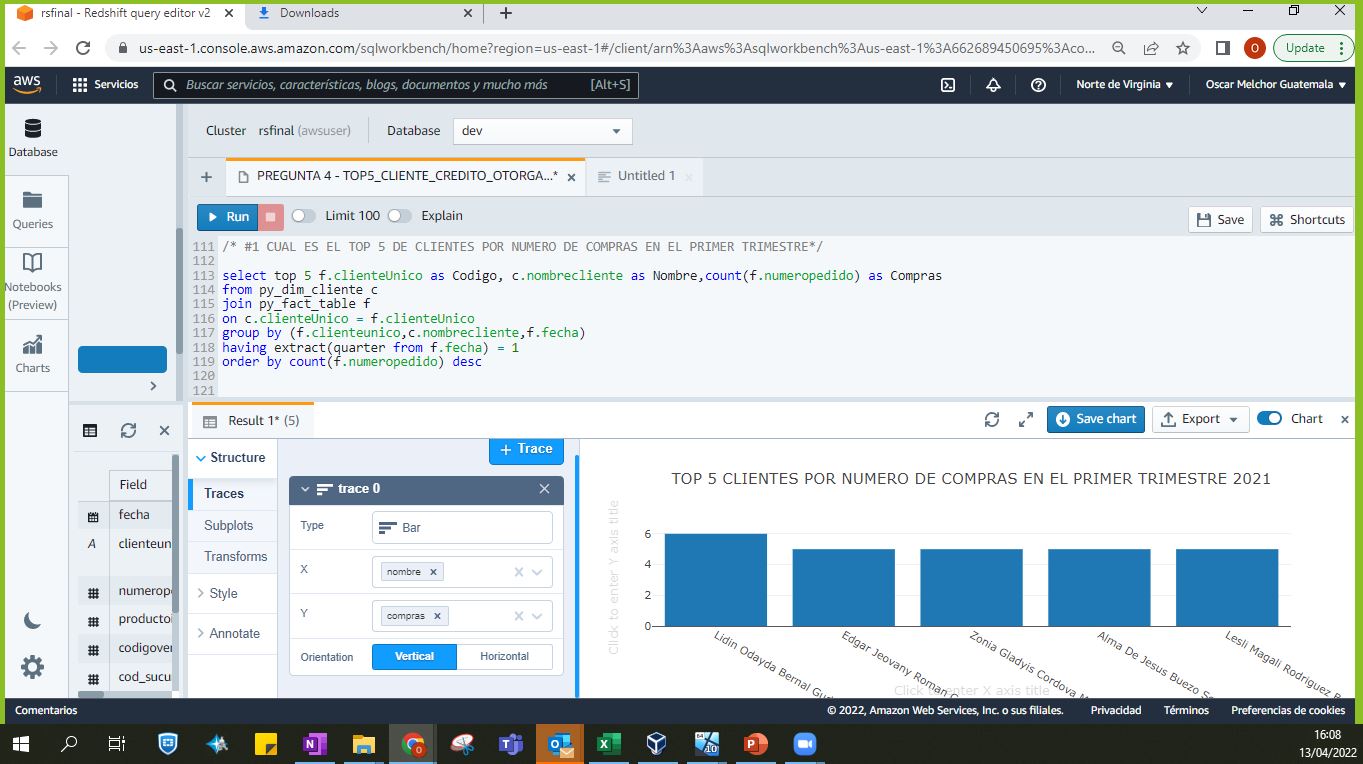 rsfinal - Redshift query editor v2
Downloads
us-east-1.console.aws.amazon.com/sqlworkbench/home?region=us-east-1#/client/arn%3Aaws%3Asqlworkbench%3Aus-east-1%3A662689450695%3Aco...
O
Update
aws
Servicios
Buscar servicios, características, blogs, documentos y mucho más
[Alt+S]
Norte de Virginia
Oscar Melchor Guatemala
Database
Queries
Notebooks
(Preview)
Charts
Cluster rsfinal (awsuser)
Database dev
PREGUNTA 4 - TOP5_CLIENTE_CREDITO_OTORGA...*
Untitled 1
Run
Limit 100
Explain
Save
Shortcuts
111 /* #1 CUAL ES EL TOP 5 DE CLIENTES POR NUMERO DE COMPRAS EN EL PRIMER TRIMESTRE*/
112
113 select top 5 f.clienteUnico as Codigo, c.nombrecliente as Nombre,count(f.numeropedido) as Compras
114 from py_dim_cliente c
115 join py_fact_table f
116 on c.clienteUnico = f.clienteUnico
117 group by (f.clienteunico,c.nombrecliente,f.fecha)
118 having extract(quarter from f.fecha) = 1
119 order by count(f.numeropedido) desc
120
121
Field
fecha
A clienteun
numerope
producto
codigover
cod_sucu
Result 1* (5)
Save chart
Export
Chart
Structure
Traces
Subplots
Transforms
Style
Annotate
+ Trace
trace 0
Type Bar
X nombre
Y compras
Orientation Vertical Horizontal
TOP 5 CLIENTES POR NUMERO DE COMPRAS EN EL PRIMER TRIMESTRE 2021
Click to enter Y axis title
6
4
2
0
Lidin Odayda Bernal Gu
Edgar Jeovany Roman
Zonia Gladyis Cordova
Alma De Jesus Buezo
Lesli Magali Rodriguez
Click to enter X axis title
Comentarios
© 2022, Amazon Web Services, Inc. o sus filiales.
Privacidad
Términos
Preferencias de cookies
16:08
13/04/2022